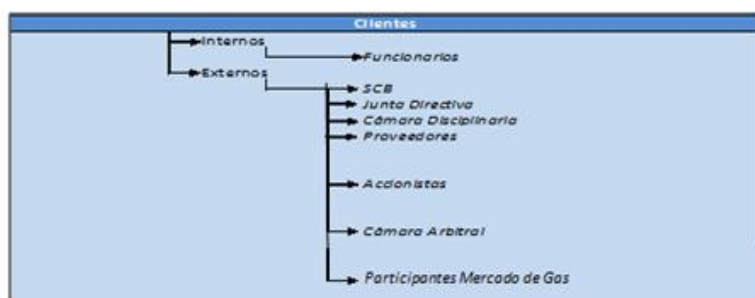 Clientes
Internos
Funcionarios
Externos
SCB
Junta Directiva
Cámara Disciplinaria
Proveedores
Accionistas
Cámara Arbitral
Participantes Mercado de Gas